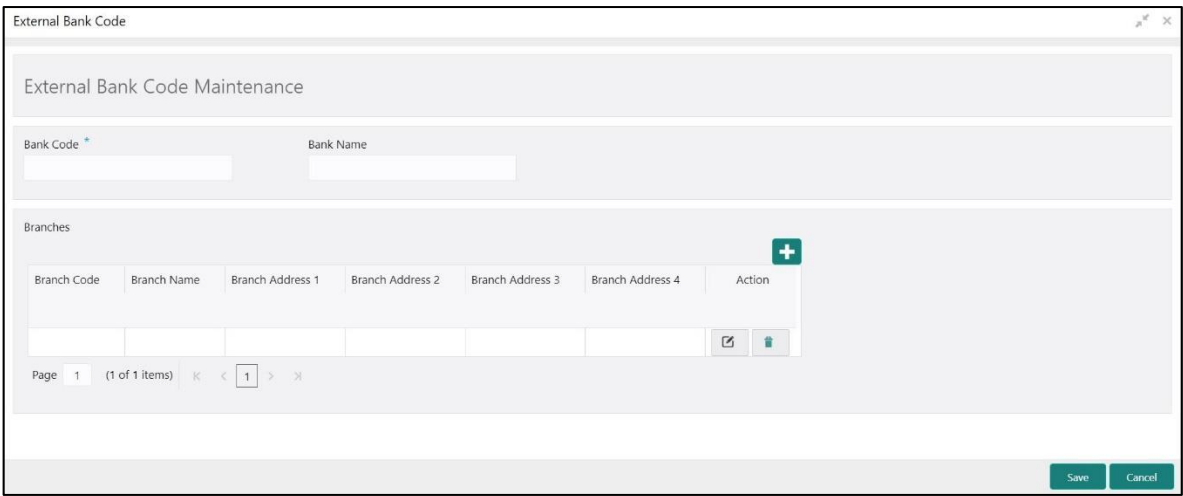 External Bank Code
External Bank Code Maintenance
Bank Code * Bank Name
Branches
Branch Code Branch Name Branch Address 1 Branch Address 2 Branch Address 3 Branch Address 4 Action
Page 1 (1 of 1 items) 1
Save Cancel